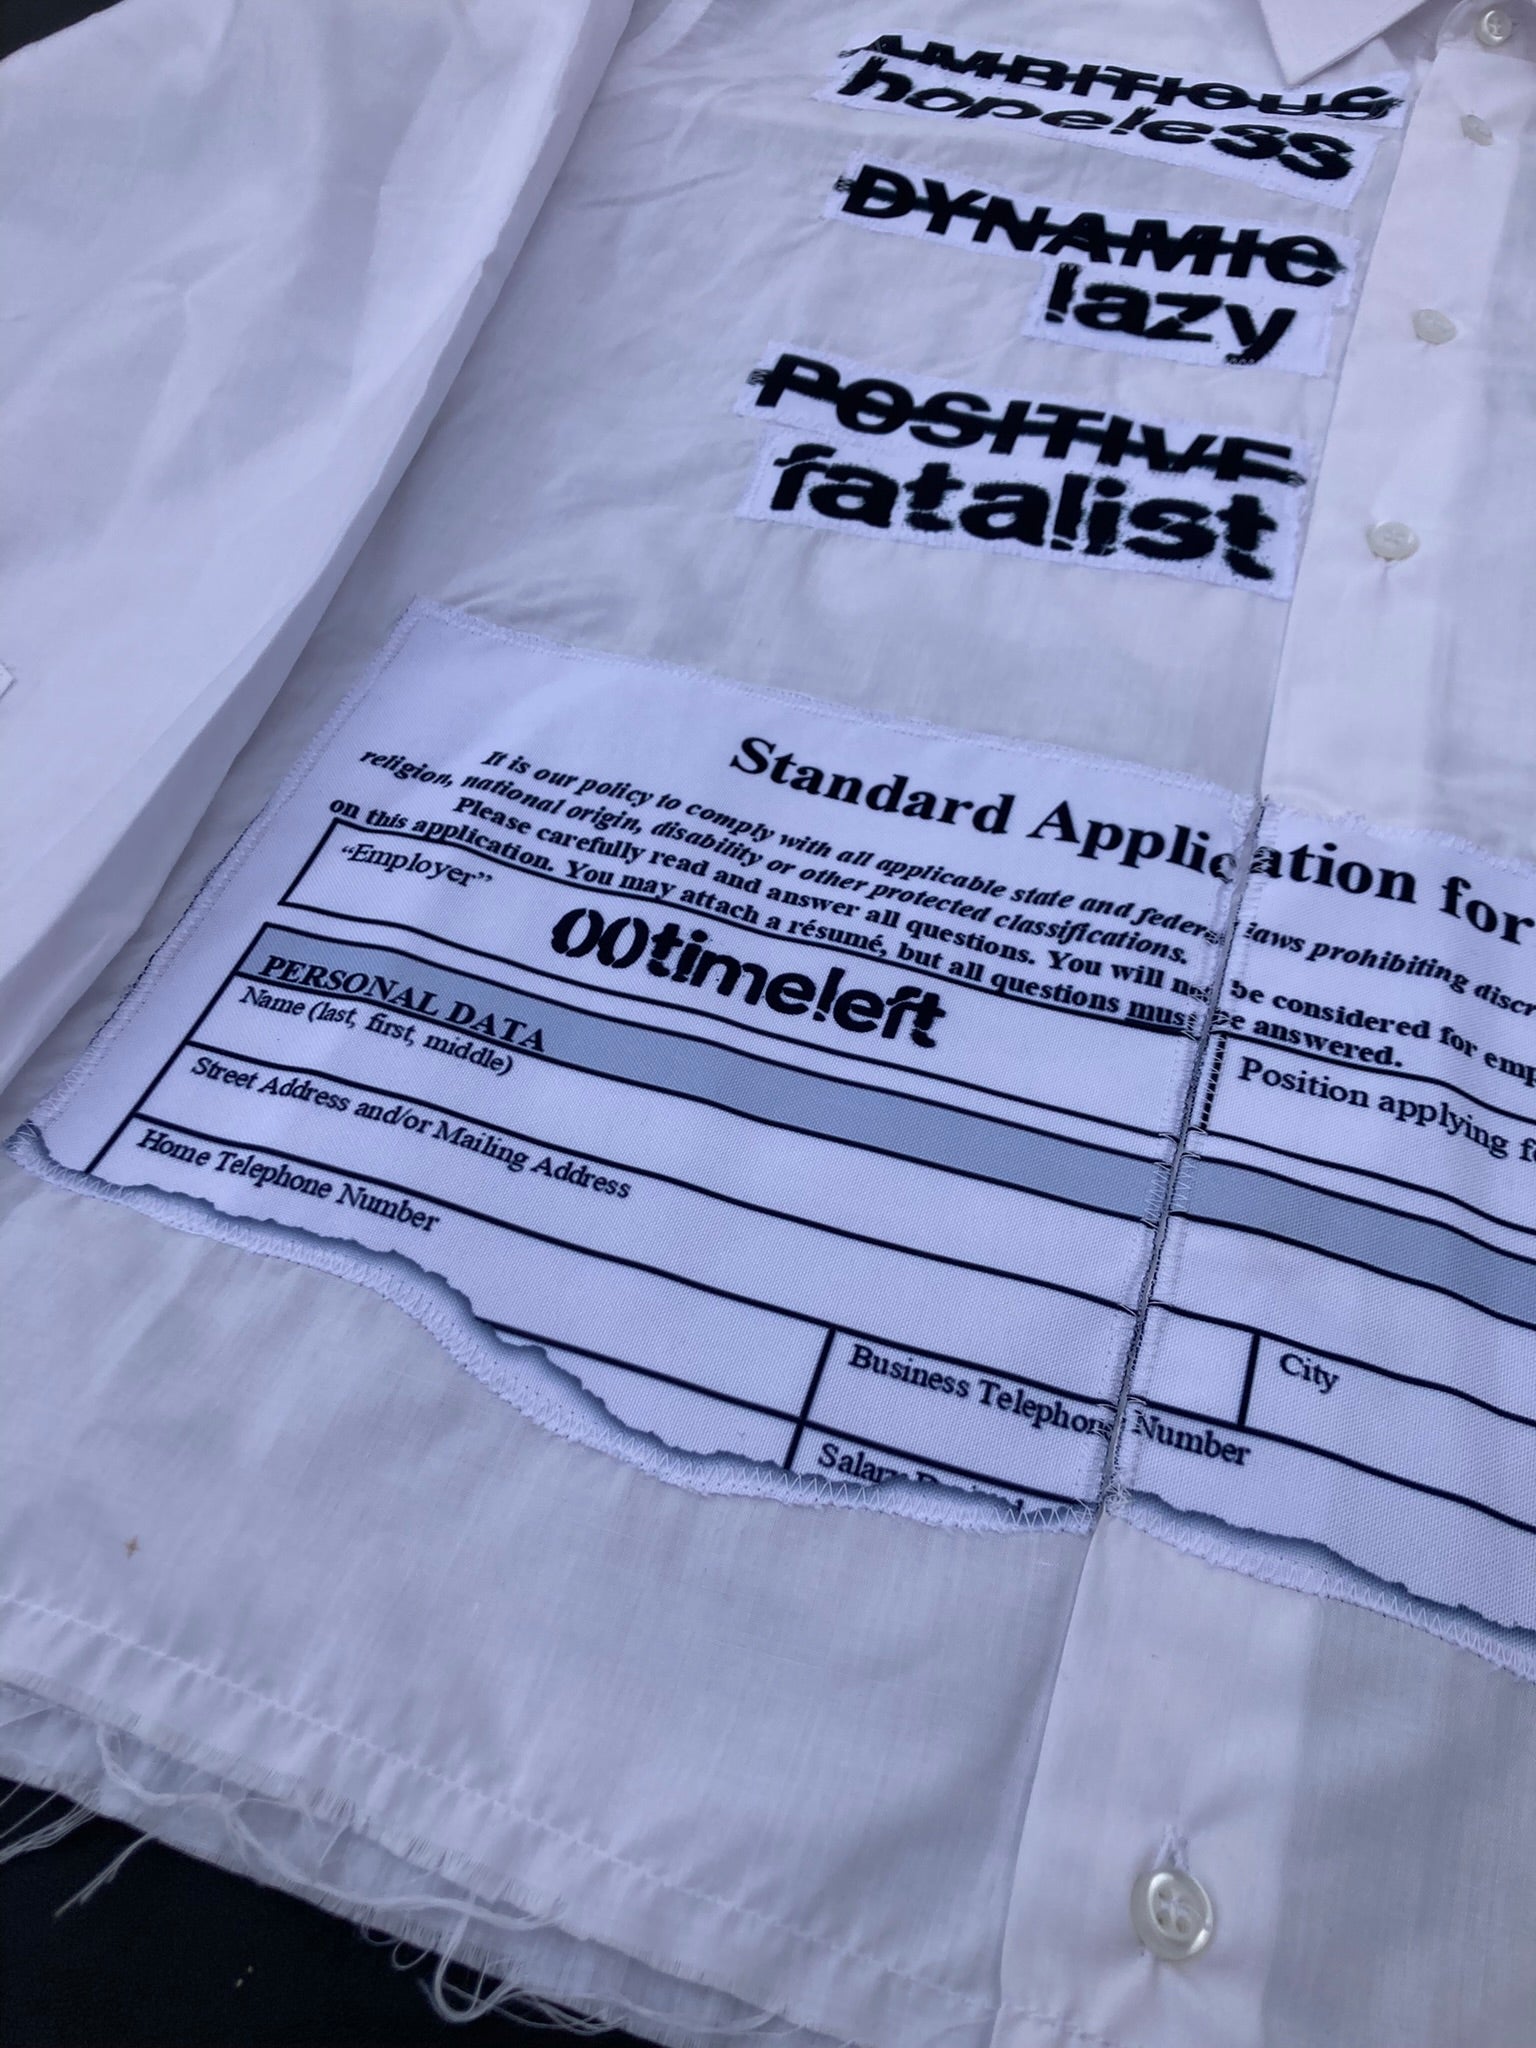 AMBITIOUS
hopeless
DYNAMIC
lazy
POSITIVE
fatalist
Standard Application for
It is our policy to comply with all applicable state and federal laws prohibiting
religion, national origin, disability or other protected classifications.
Please carefully read and answer all questions. You will not be considered for
on this application. You may attach a résumé, but all questions must be answered.
“Employer”
00timeleft
Position applying
PERSONAL DATA
Name (last, first, middle)
Street Address and/or Mailing Address
City
Home Telephone Number
Business Telephone Number
Salary